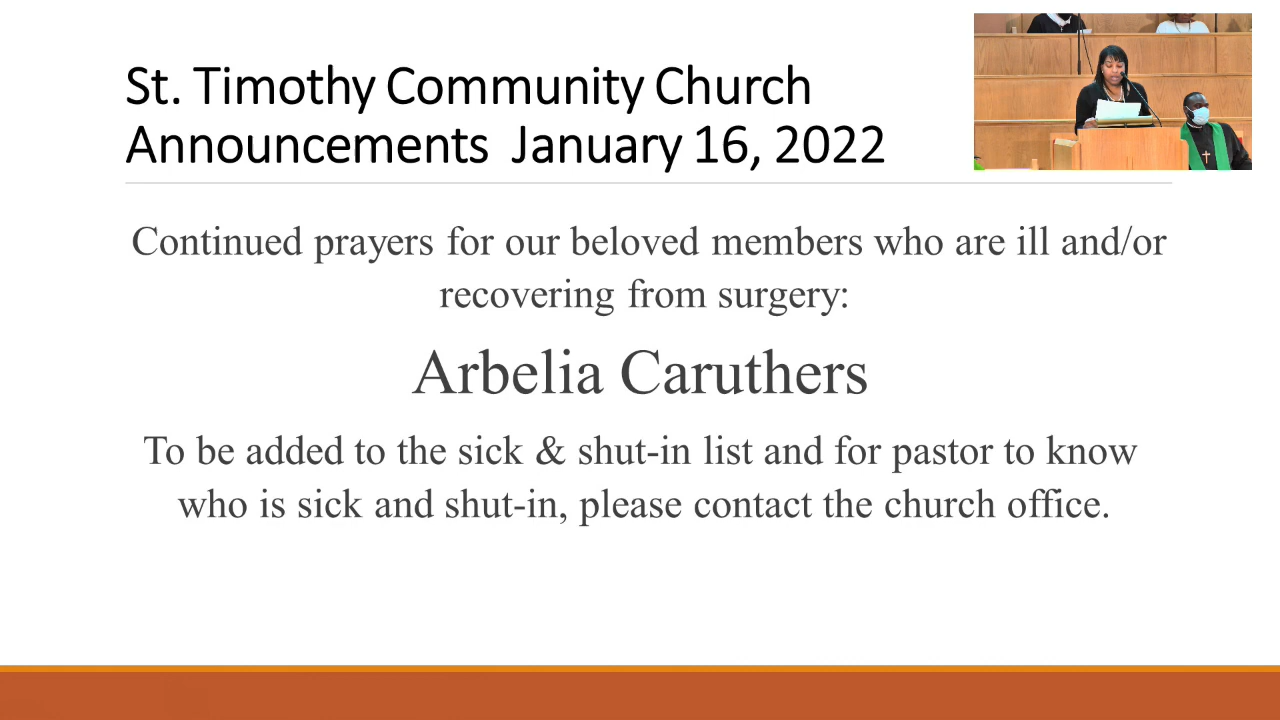 St. Timothy Community Church
Announcements January 16, 2022
Continued prayers for our beloved members who are ill and/or
recovering from surgery:
Arbelia Caruthers
To be added to the sick & shut-in list and for pastor to know
who is sick and shut-in, please contact the church office.